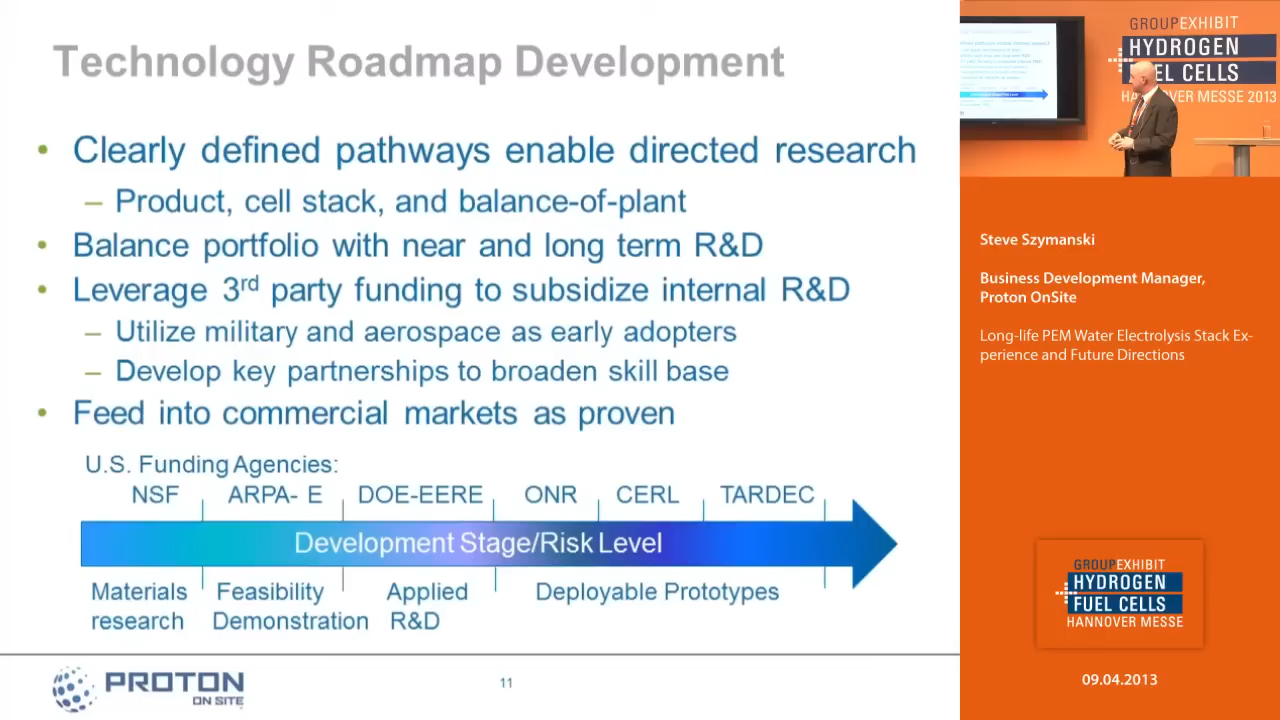 Technology Roadmap Development
• Clearly defined pathways enable directed research
– Product, cell stack, and balance-of-plant
• Balance portfolio with near and long term R&D
• Leverage 3rd party funding to subsidize internal R&D
– Utilize military and aerospace as early adopters
– Develop key partnerships to broaden skill base
• Feed into commercial markets as proven
U.S. Funding Agencies:
NSF ARPA- E DOE-EERE ONR CERL TARDEC
Development Stage/Risk Level
Materials research
Feasibility Demonstration
Applied R&D
Deployable Prototypes
PROTON
ON SITE
11
GROUPEXHIBIT
HYDROGEN
FUEL CELLS
HANNOVER MESSE 2013
Steve Szymanski
Business Development Manager,
Proton OnSite
Long-life PEM Water Electrolysis Stack Ex-
perience and Future Directions
GROUPEXHIBIT
HYDROGEN
FUEL CELLS
HANNOVER MESSE
09.04.2013